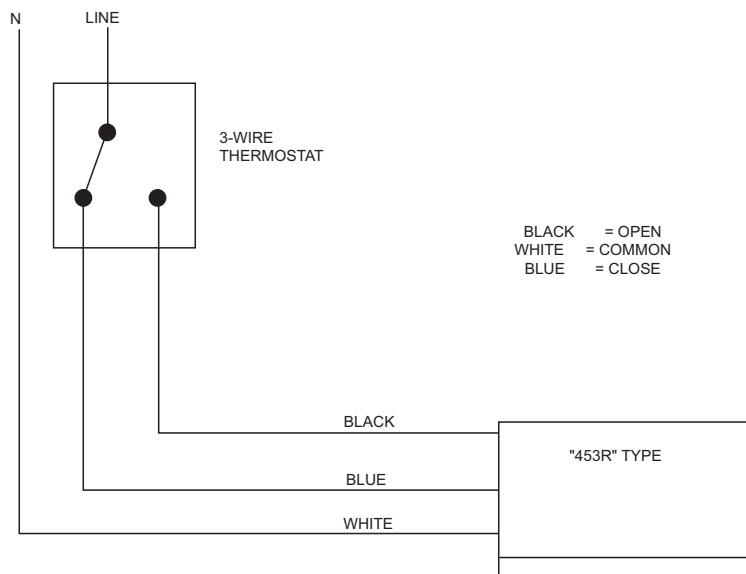 N LINE
3-WIRE
THERMOSTAT
BLACK = OPEN
WHITE = COMMON
BLUE = CLOSE
BLACK
"453R" TYPE
BLUE
WHITE